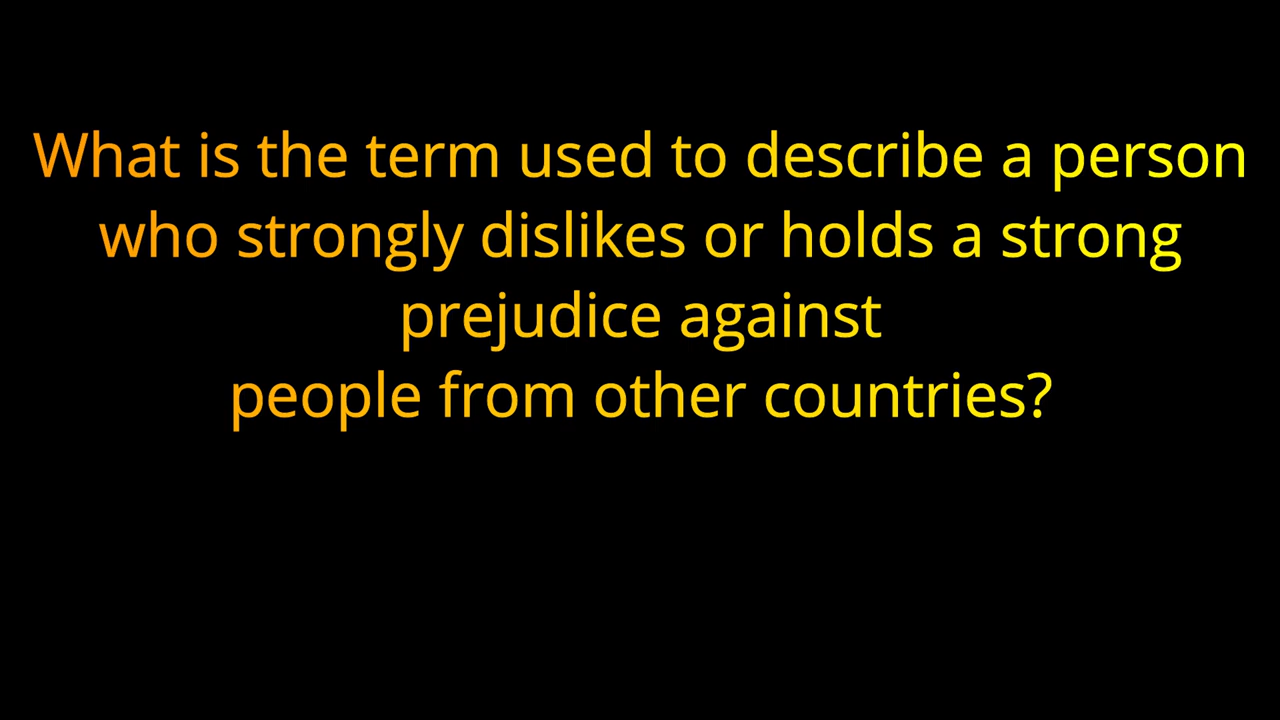 What is the term used to describe a person
who strongly dislikes or holds a strong
prejudice against
people from other countries?